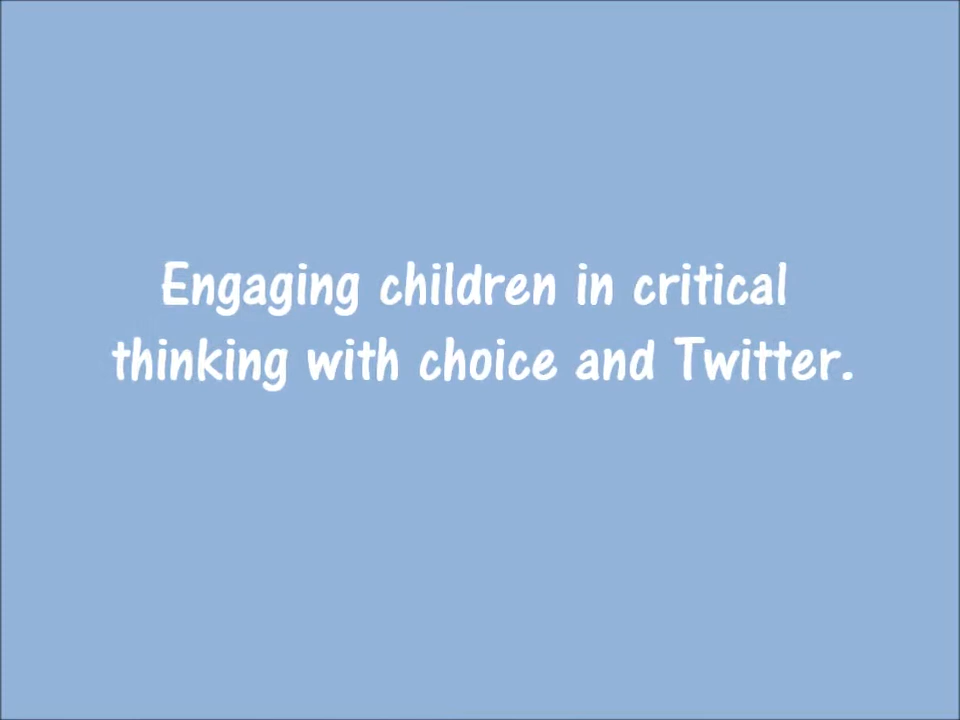 Engaging children in critical
thinking with choice and Twitter.